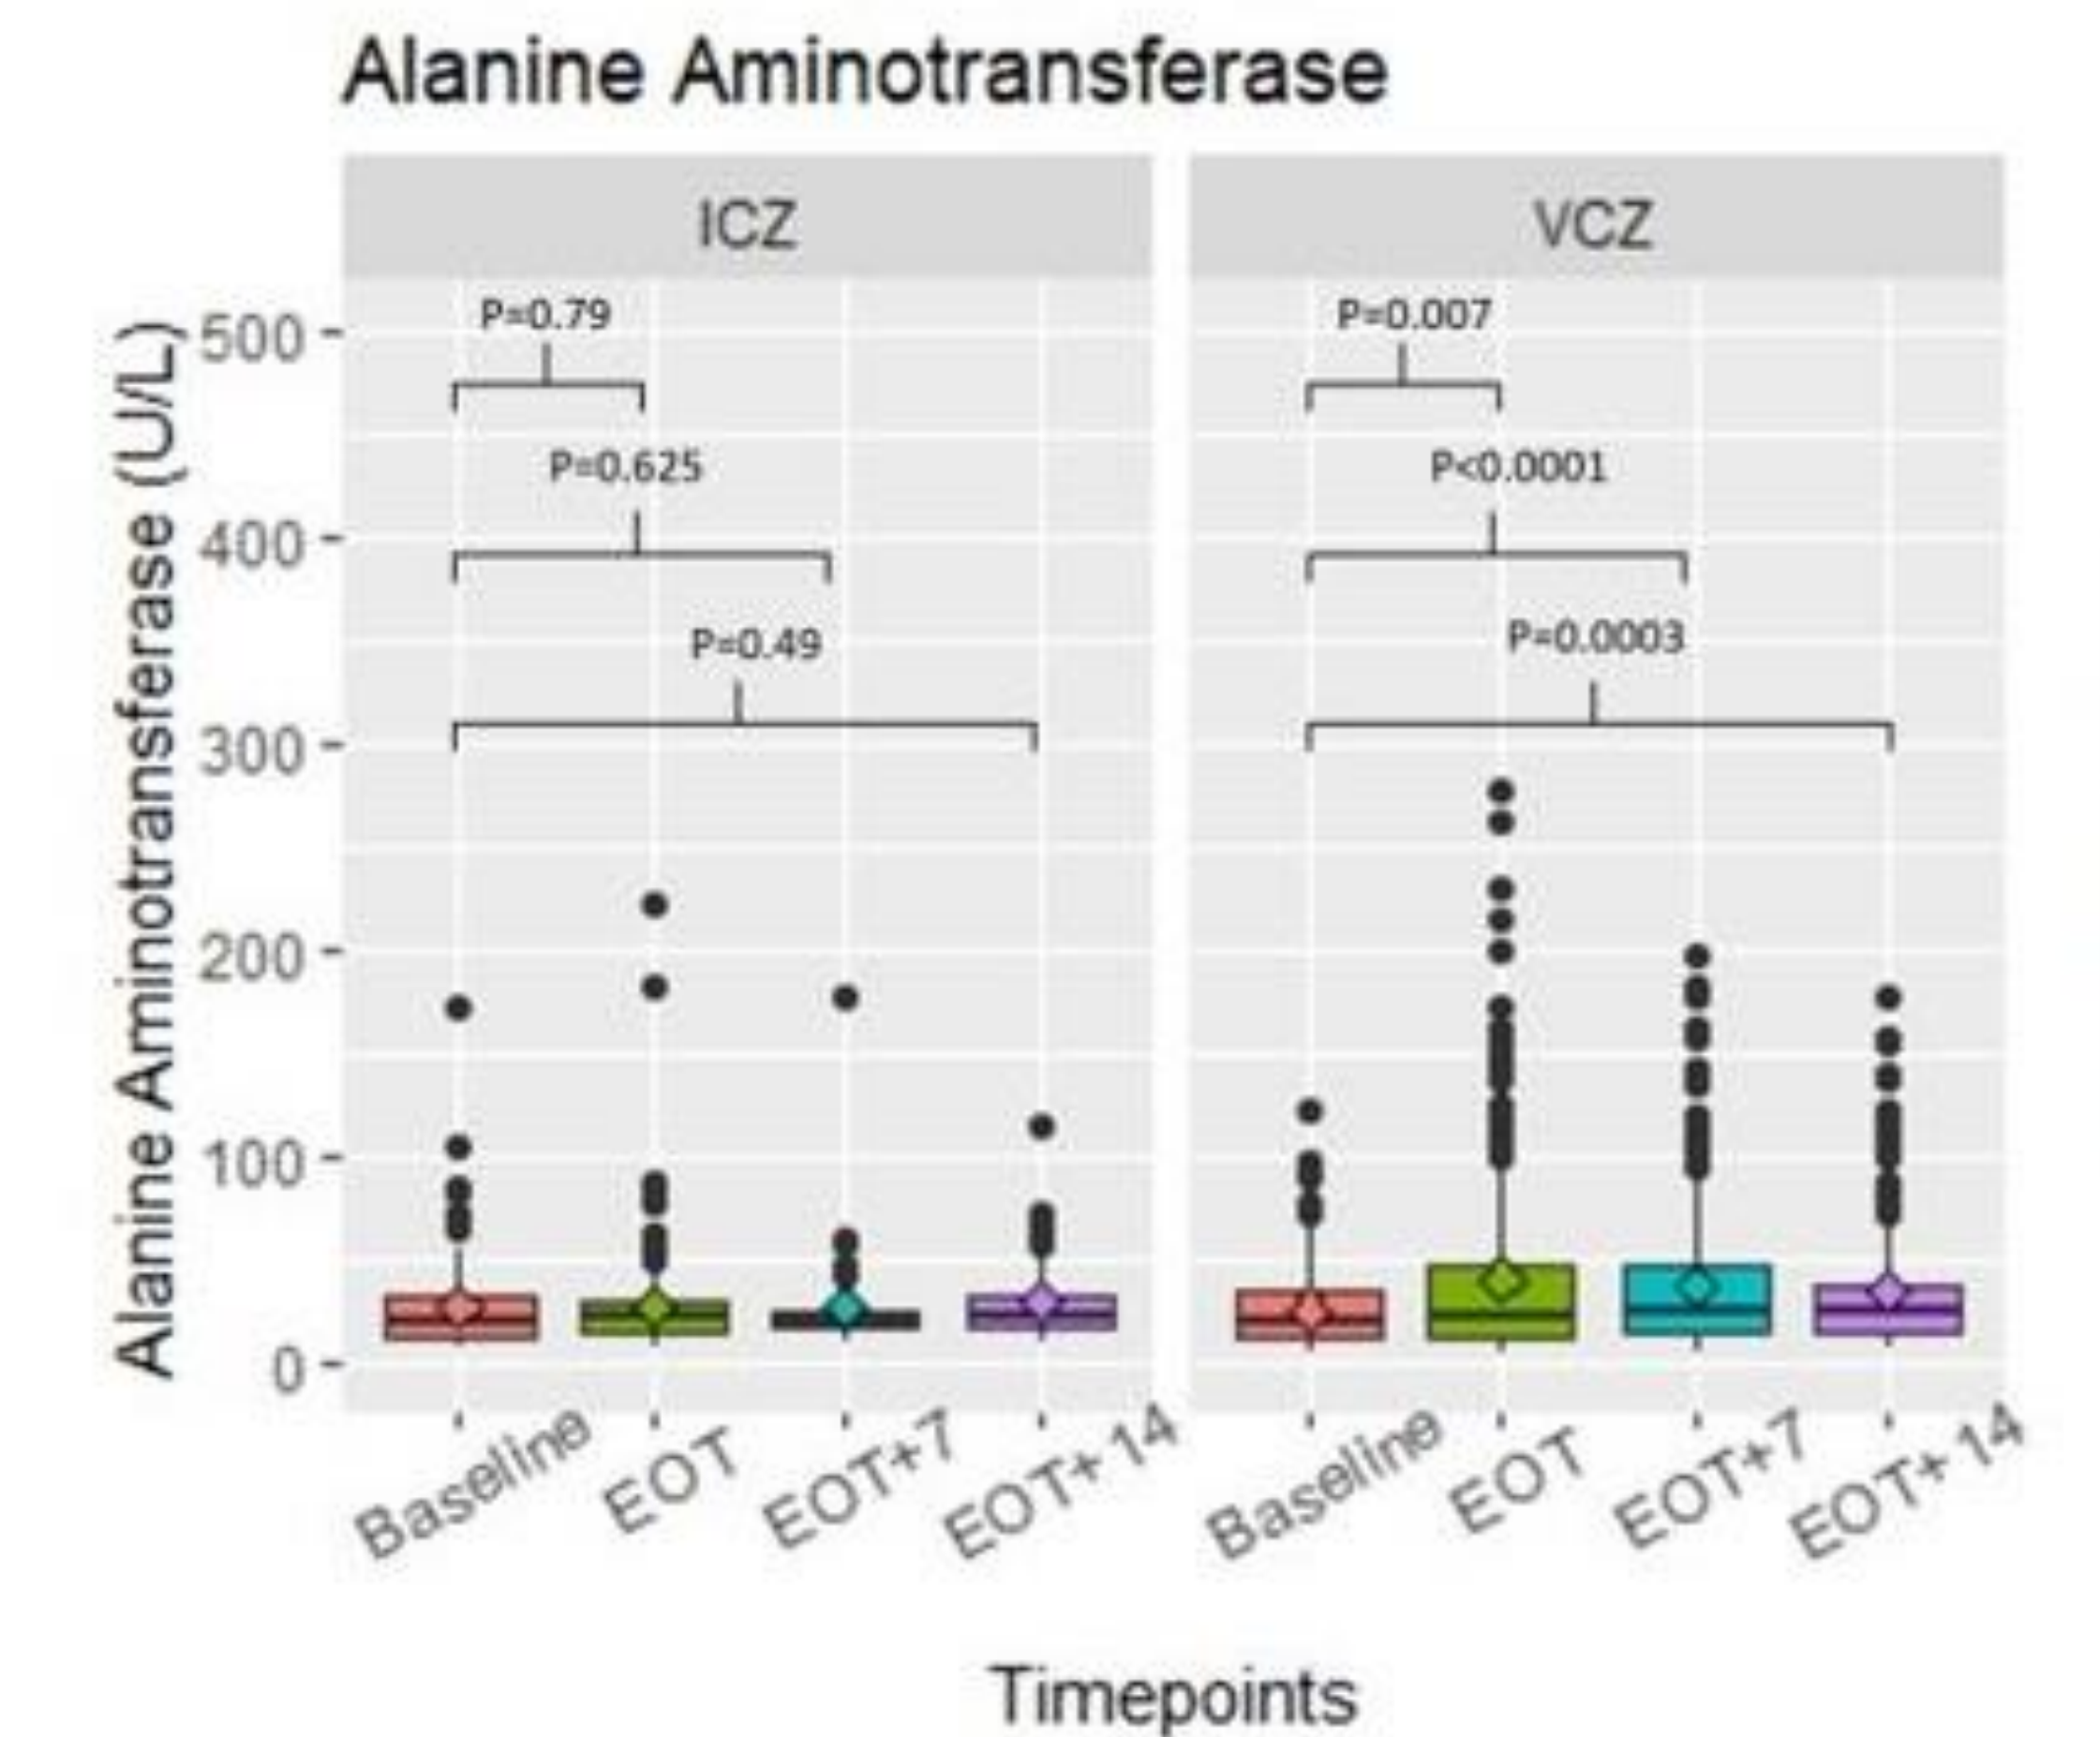 Alanine Aminotransferase
ICZ
VCZ
Alanine Aminotransferase (U/L)
500
400
300
200
100
0
P=0.79
P=0.625
P=0.49
P=0.007
P<0.0001
P=0.0003
Baseline
EOT
EOT+7
EOT+14
Baseline
EOT
EOT+7
EOT+14
Timepoints